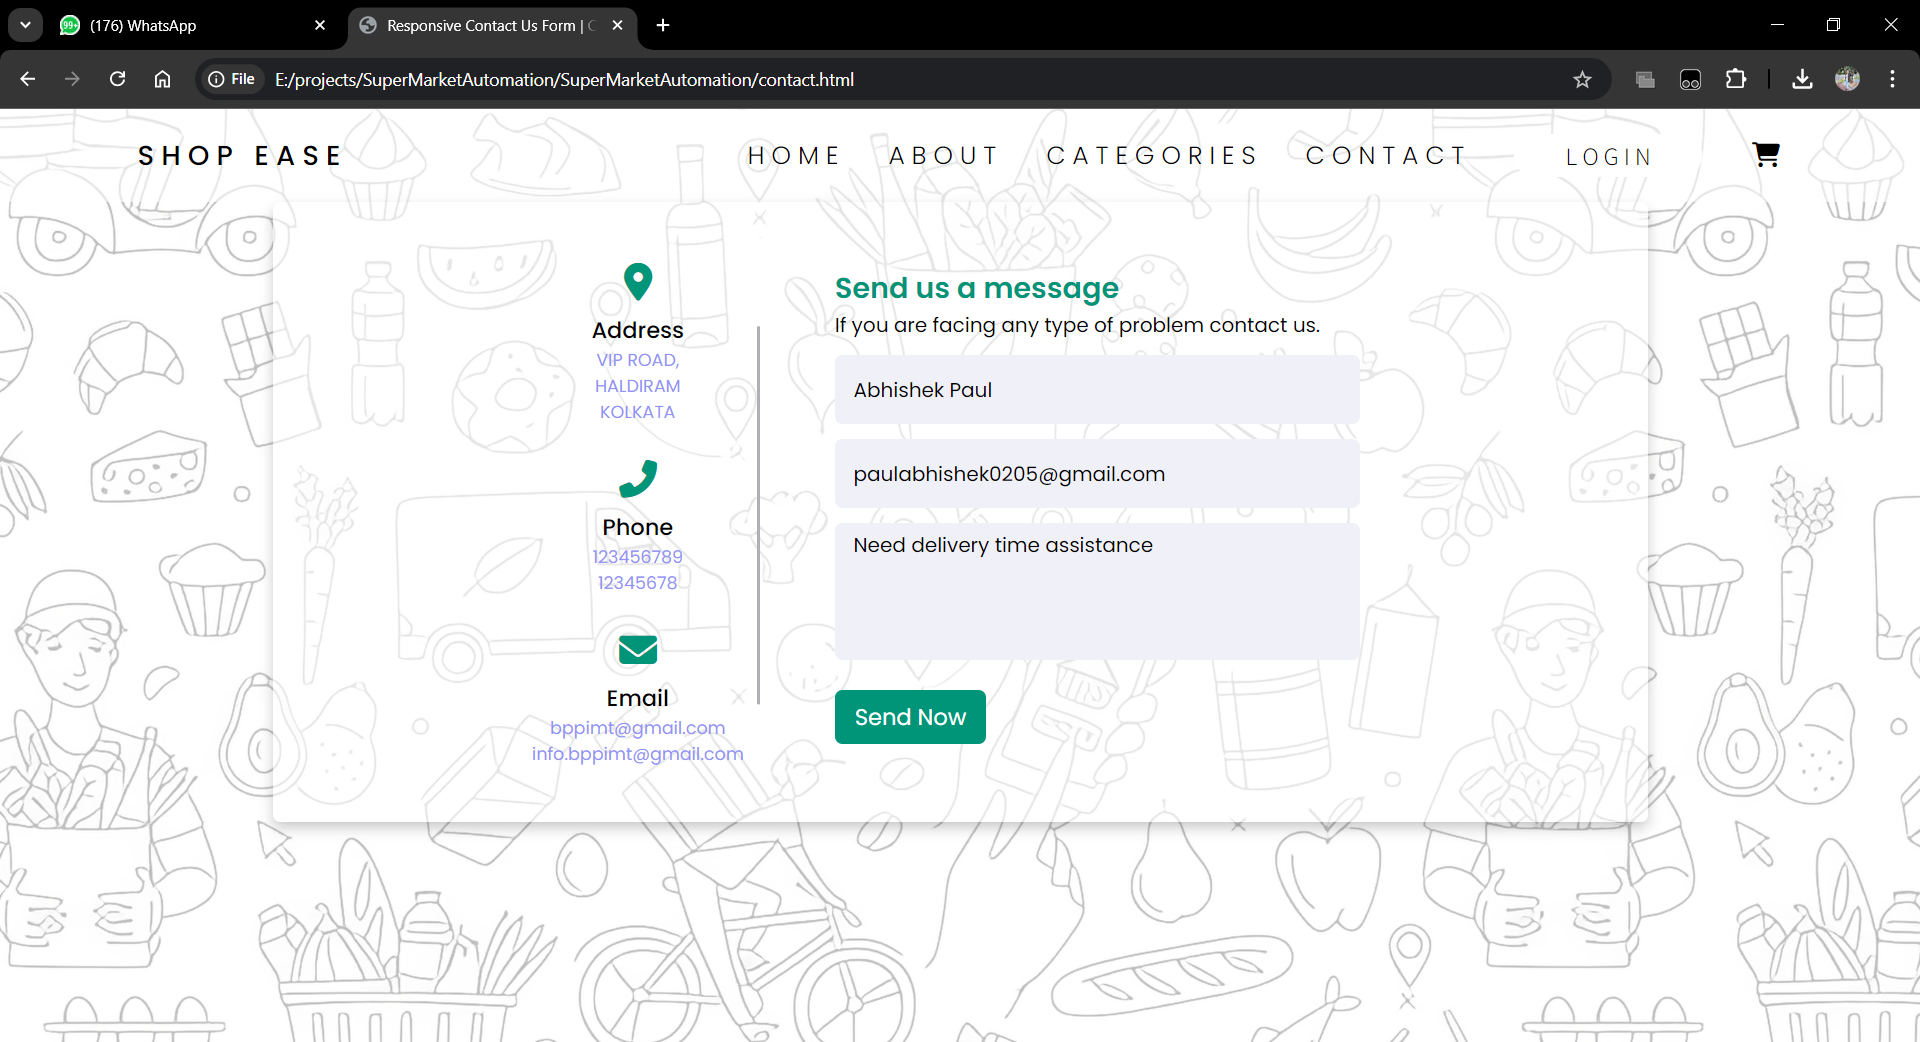 99+
(176) WhatsApp
Responsive Contact Us Form |
File
E:/projects/SuperMarketAutomation/SuperMarketAutomation/contact.html
SHOP EASE
HOME
ABOUT
CATEGORIES
CONTACT
LOGIN
Address
VIP ROAD,
HALDIRAM
KOLKATA
Phone
123456789
12345678
Email
bppimt@gmail.com
info.bppimt@gmail.com
Send us a message
If you are facing any type of problem contact us.
Abhishek Paul
paulabhishek0205@gmail.com
Need delivery time assistance
Send Now